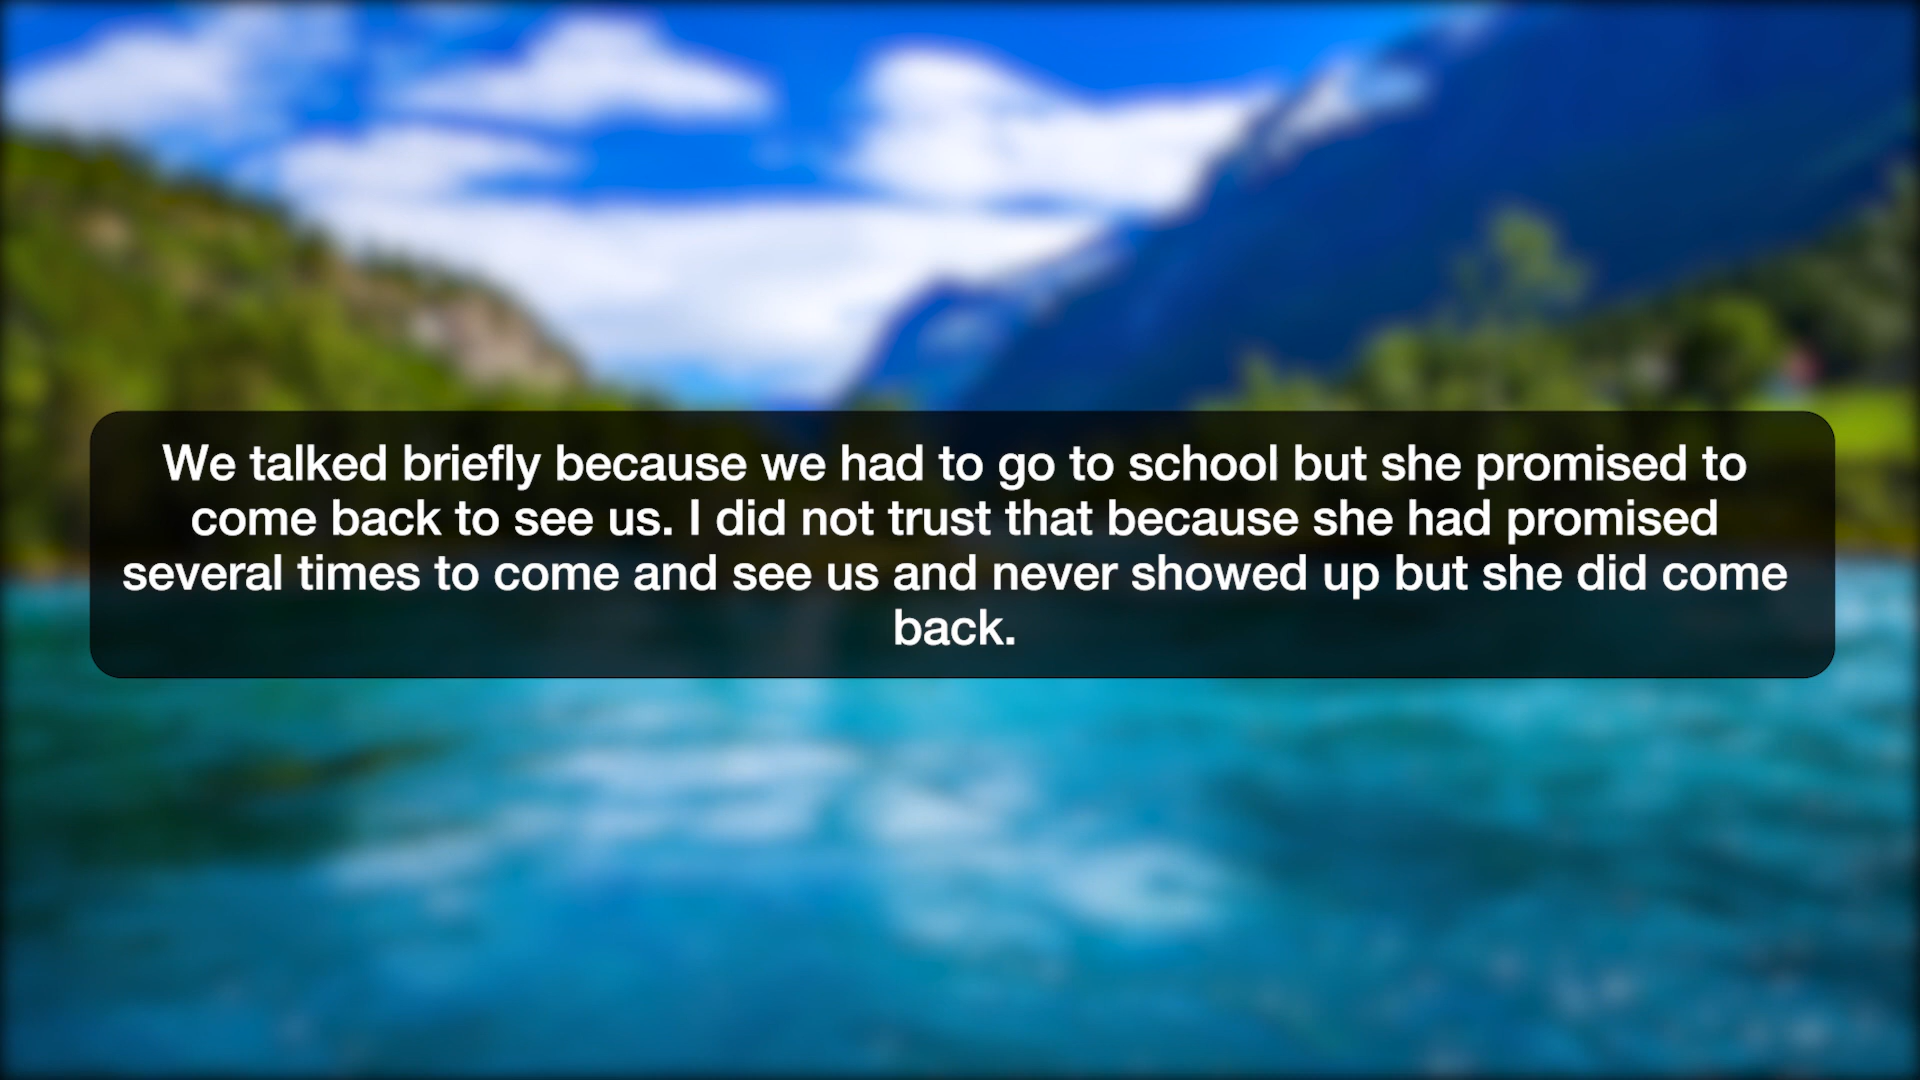 We talked briefly because we had to go to school but she promised to
come back to see us. I did not trust that because she had promised
several times to come and see us and never showed up but she did come
back.